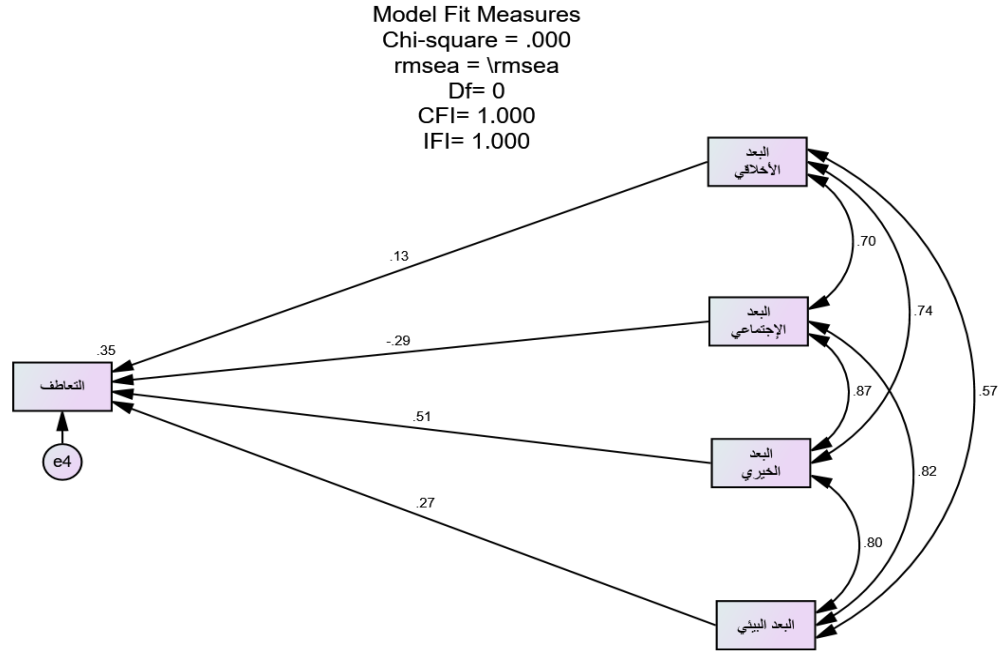 Model Fit Measures
Chi-square = .000
rmsea = \rmsea
Df= 0
CFI= 1.000
IFI= 1.000
البعد
الأخلاقي
.70
.13
البعد
الإجتماعي
.74
-.29
.35
التعاطف
.87
.57
.51
البعد
الخيري
e4
.82
.27
.80
البعد البيئي